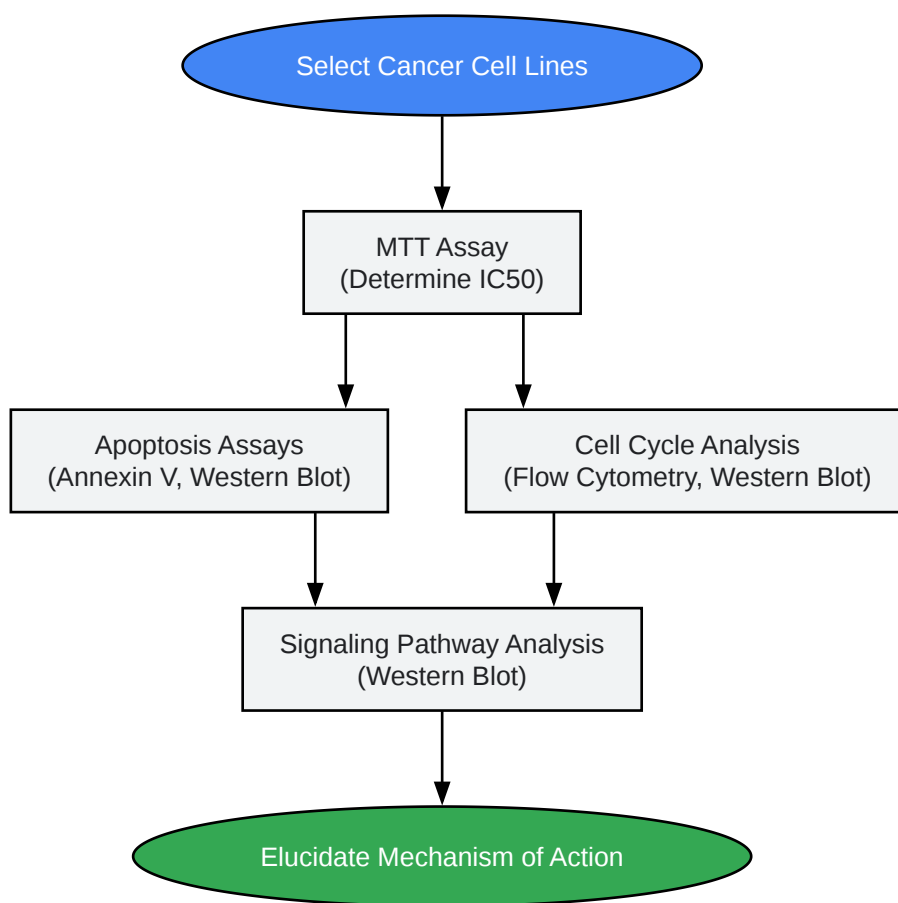 Select Cancer Cell Lines
MTT Assay
(Determine IC50)
Apoptosis Assays
(Annexin V, Western Blot)
Cell Cycle Analysis
(Flow Cytometry, Western Blot)
Signaling Pathway Analysis
(Western Blot)
Elucidate Mechanism of Action